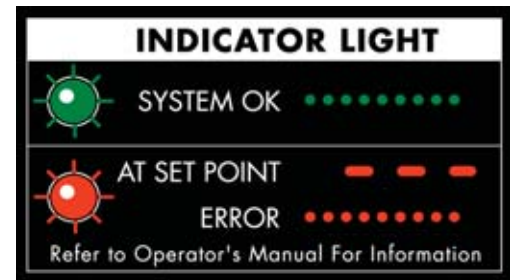 INDICATOR LIGHT
SYSTEM OK
AT SET POINT
ERROR
Refer to Operator's Manual For Information